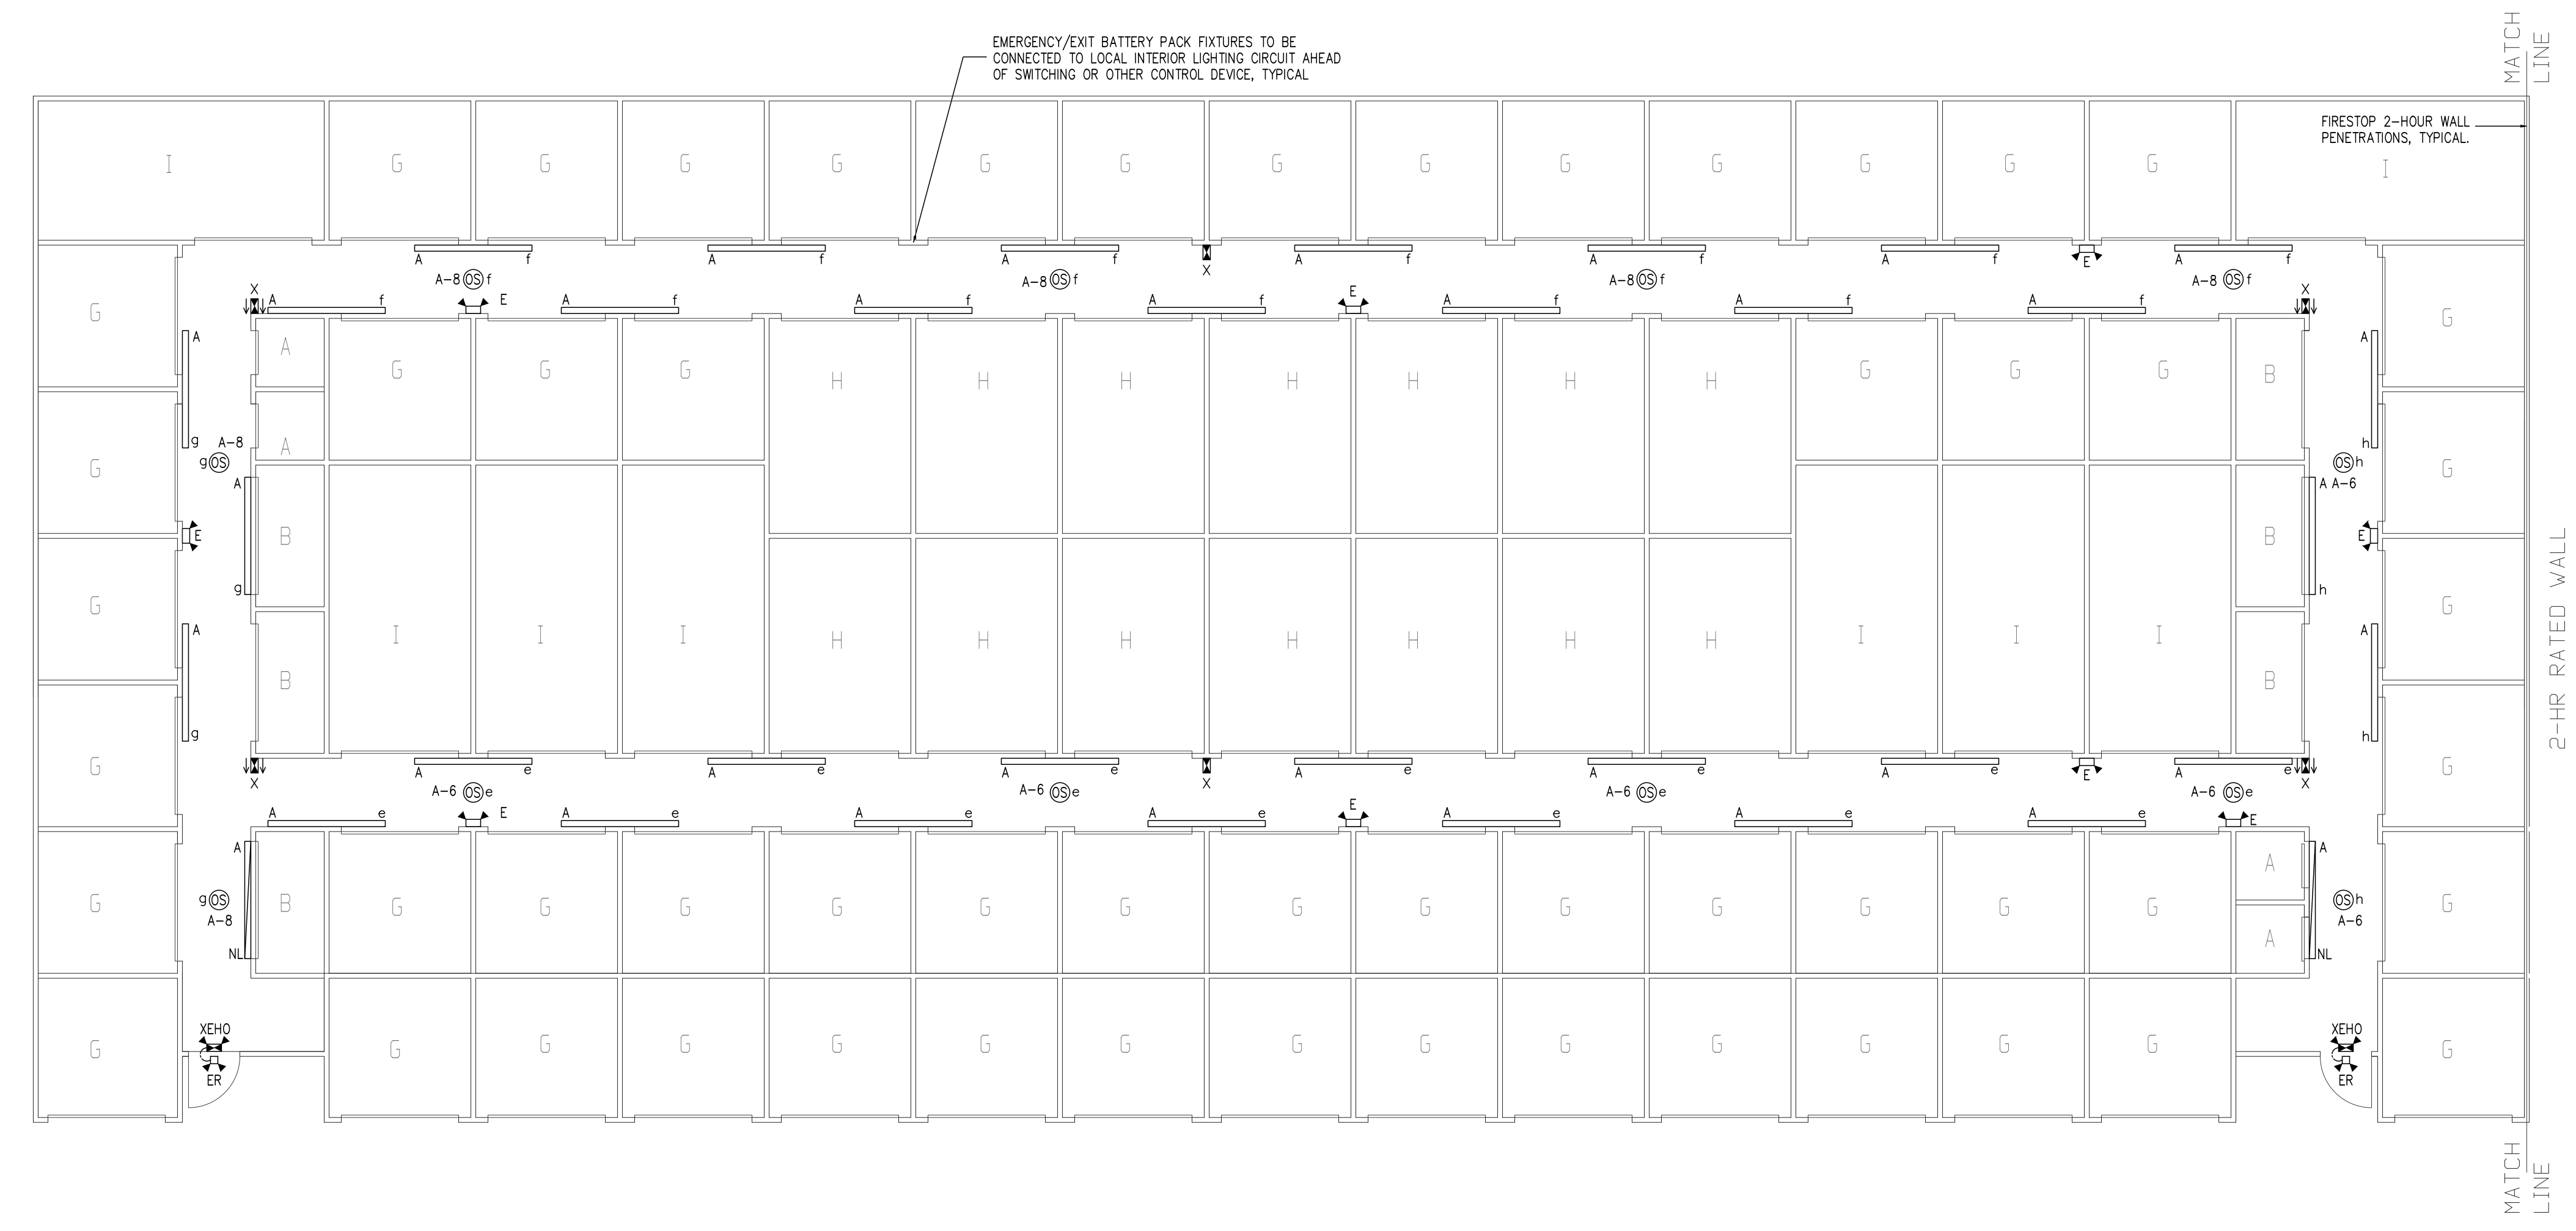 MATCH
LINE
EMERGENCY/EXIT BATTERY PACK FIXTURES TO BE
CONNECTED TO LOCAL INTERIOR LIGHTING CIRCUIT AHEAD
OF SWITCHING OR OTHER CONTROL DEVICE, TYPICAL
FIRESTOP 2-HOUR WALL
PENETRATIONS, TYPICAL.
I G G G G G G G G G G G G G I
A f A f A f A f A f A f A f
X E
A-8 OS f A-8 OS f A-8 OS f A-8 OS f
X E E X
A f A f A f A f A f A f A f
G G
A A
A G G G H H H H H H H G G G B
g A-8 A h
g OS OS h
G G
A A A-6
E B B E
g h
G G
A A
I I I H H H H H H H I I I
B B
g h
G G
A e A e A e A e A e A e A e
X X E X
A-6 OS e A-6 OS e A-6 OS e A-6 OS e
E E E
A e A e A e A e A e A e A e
A A
G g OS B G G G G G G G G G G G G G A OS h G
A-8 A-6
A
NL NL
XEHO XEHO
G G G G G G G G G G G G G G G
ER ER
2-HR RATED WALL
MATCH
LINE